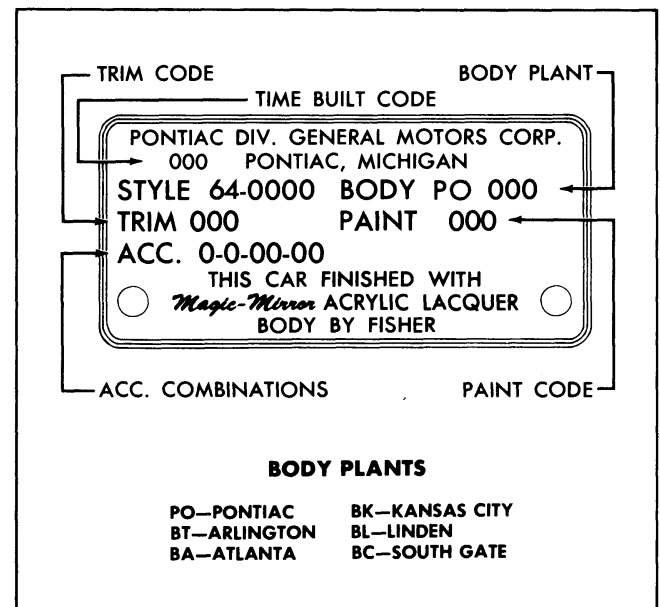 TRIM CODE BODY PLANT
TIME BUILT CODE
PONTIAC DIV. GENERAL MOTORS CORP.
000 PONTIAC, MICHIGAN
STYLE 64-0000 BODY PO 000
TRIM 000 PAINT 000
ACC. 0-0-00-00
THIS CAR FINISHED WITH
Magic-Mirror ACRYLIC LACQUER
BODY BY FISHER
ACC. COMBINATIONS PAINT CODE
BODY PLANTS
PO—PONTIAC BK—KANSAS CITY
BT—ARLINGTON BL—LINDEN
BA—ATLANTA BC—SOUTH GATE